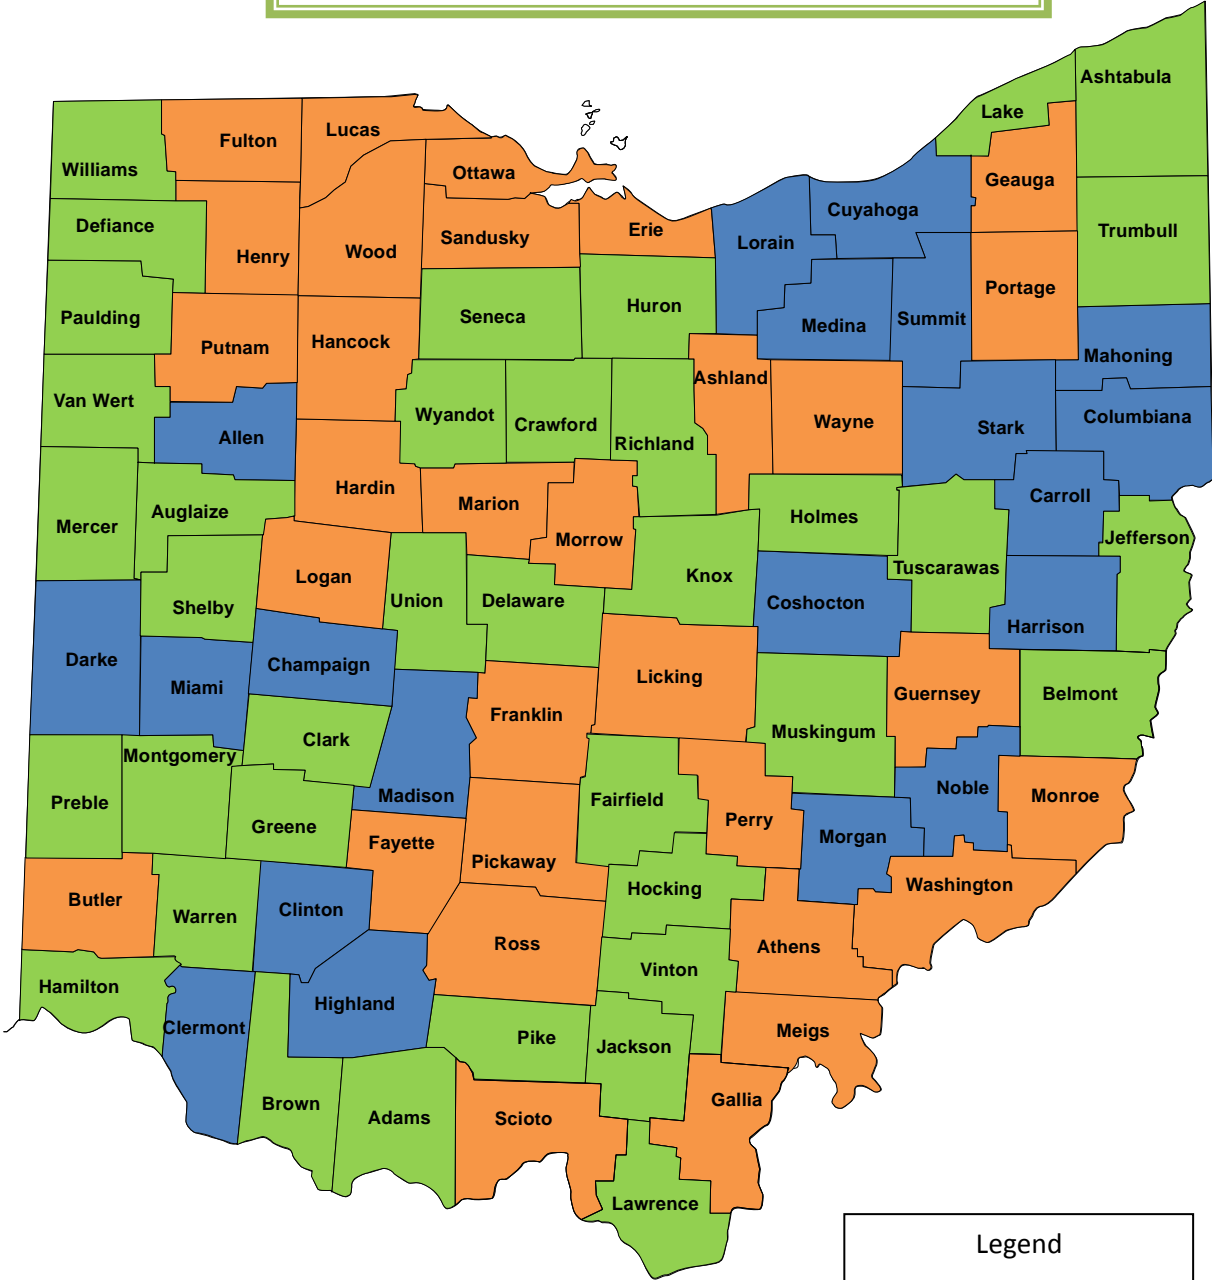 Ashtabula
Lake
Lucas
Fulton
Williams
Ottawa
Geauga
Cuyahoga
Defiance
Erie
Trumbull
Sandusky
Lorain
Wood
Henry
Portage
Huron
Seneca
Paulding
Summit
Medina
Hancock
Putnam
Mahoning
Ashland
Van Wert
Wyandot
Columbiana
Wayne
Crawford
Stark
Allen
Richland
Hardin
Carroll
Marion
Auglaize
Holmes
Mercer
Jefferson
Morrow
Tuscarawas
Knox
Logan
Union
Delaware
Coshocton
Shelby
Harrison
Darke
Champaign
Licking
Miami
Guernsey
Belmont
Franklin
Muskingum
Clark
Montgomery
Noble
Madison
Monroe
Fairfield
Preble
Perry
Greene
Morgan
Fayette
Pickaway
Washington
Hocking
Butler
Clinton
Warren
Ross
Athens
Vinton
Hamilton
Highland
Clermont
Meigs
Pike
Jackson
Gallia
Brown
Adams
Scioto
Lawrence
Legend